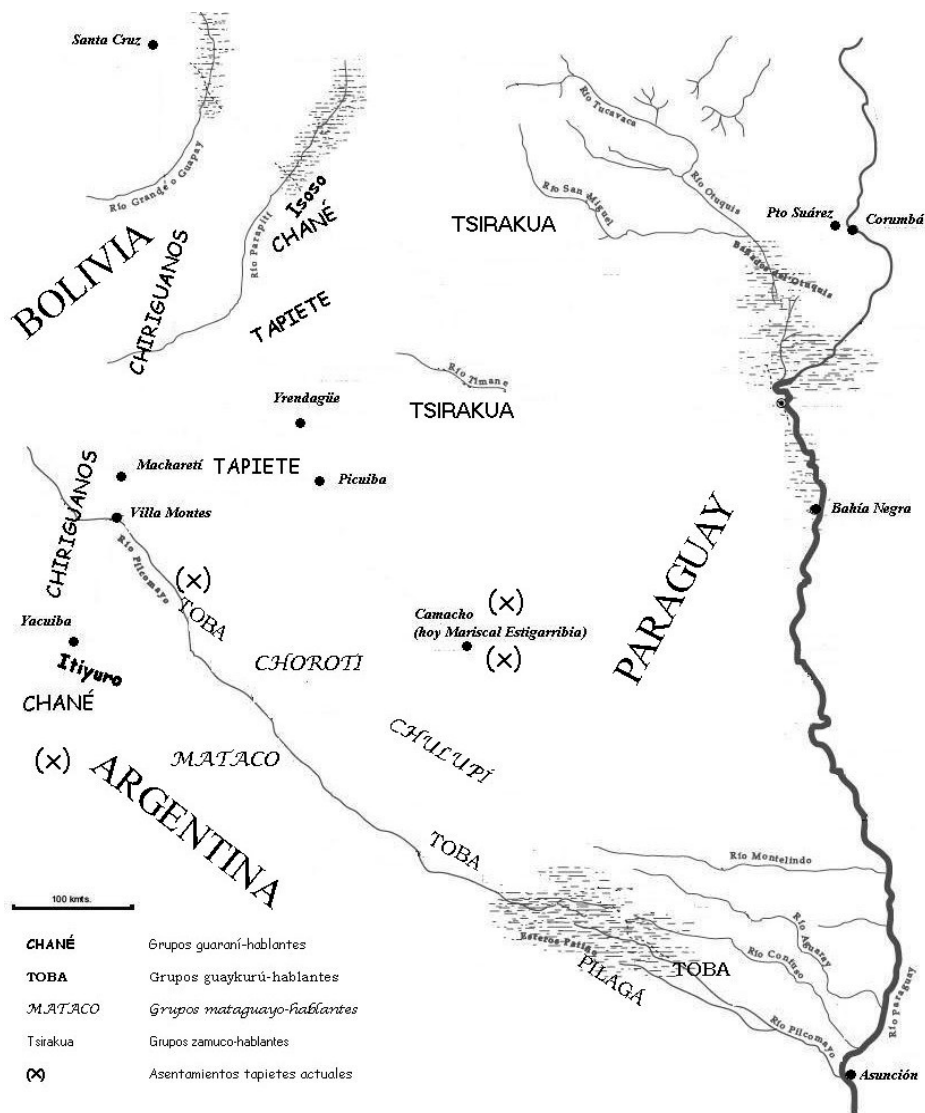 Santa Cruz
Río Grande o Guapay
BOLIVIA
CHIRIGUANOS
Río Parapití
Isoso
CHANÉ
TAPIETE
Río Tucavaca
Río San Miguel
Río Otuquis
TSIRAKUA
Pto Suárez
Corumbá
Bañados del Otuquis
Río Timane
TSIRAKUA
Yrendagüe
Macharetí
TAPIETE
Picuiba
Villa Montes
CHIRIGUANOS
Río Pilcomayo
Bahía Negra
PARAGUAY
(x)
TOBA
Yacuiba
Itiyuro
CHANÉ
CHOROTI
Camacho
(hoy Mariscal Estigarribia)
(x)
(x)
(x)
MATACO
CHULUPÍ
ARGENTINA
TOBA
Río Montelindo
Río Aguaray
Río Confuso
Esteros Patiño
PILAGÁ
TOBA
Río Pilcomayo
Río Paraguay
Asunción
100 kmts.
CHANÉ Grupos guaraní-hablantes
TOBA Grupos guaykurú-hablantes
MATACO Grupos mataguayo-hablantes
Tsirakua Grupos zamuco-hablantes
(x) Asentamientos tapietes actuales